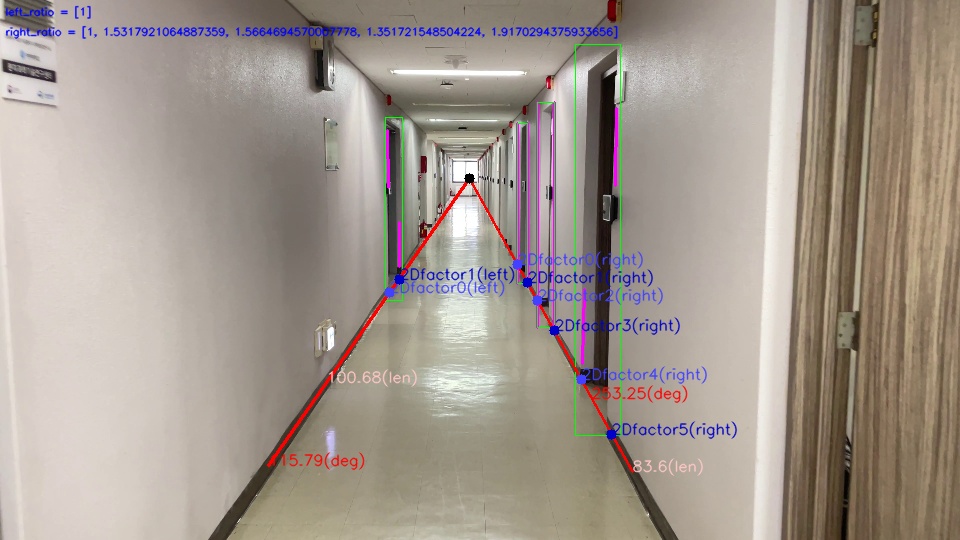 left_ratio = [1]
right_ratio = [1, 1.5317921064887359, 1.5664694570007778, 1.351721548504224, 1.9170294375933656]
2Dfactor0(right)
2Dfactor1(left)
2Dfactor1(right)
2Dfactor0(left)
2Dfactor2(right)
2Dfactor3(right)
2Dfactor4(right)
100.68(len)
253.25(deg)
2Dfactor5(right)
115.79(deg)
83.6(len)